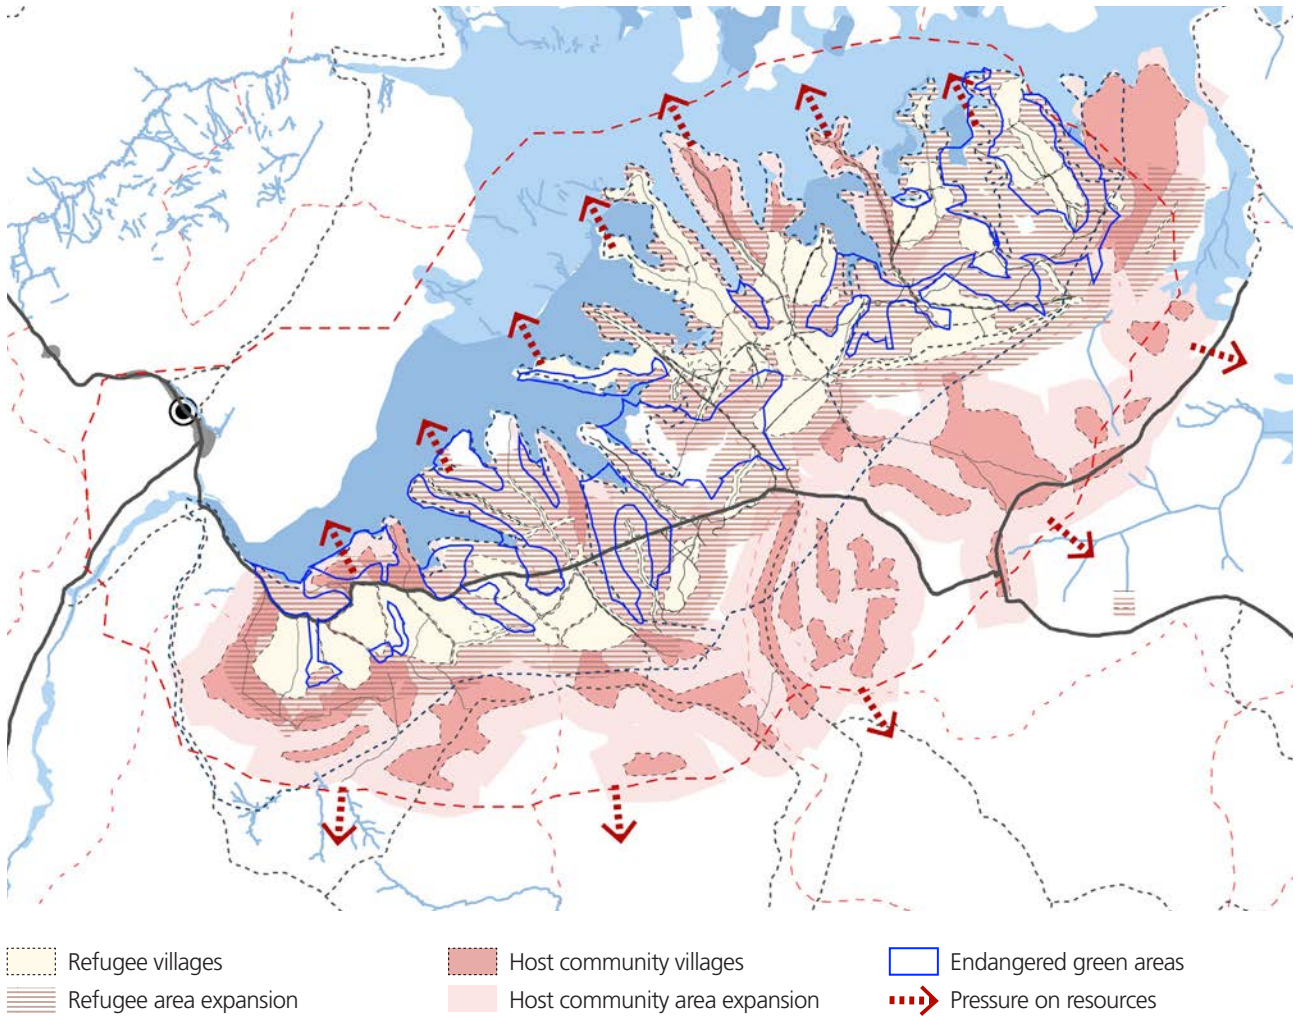 Refugee villages
Host community villages
Endangered green areas
Refugee area expansion
Host community area expansion
Pressure on resources